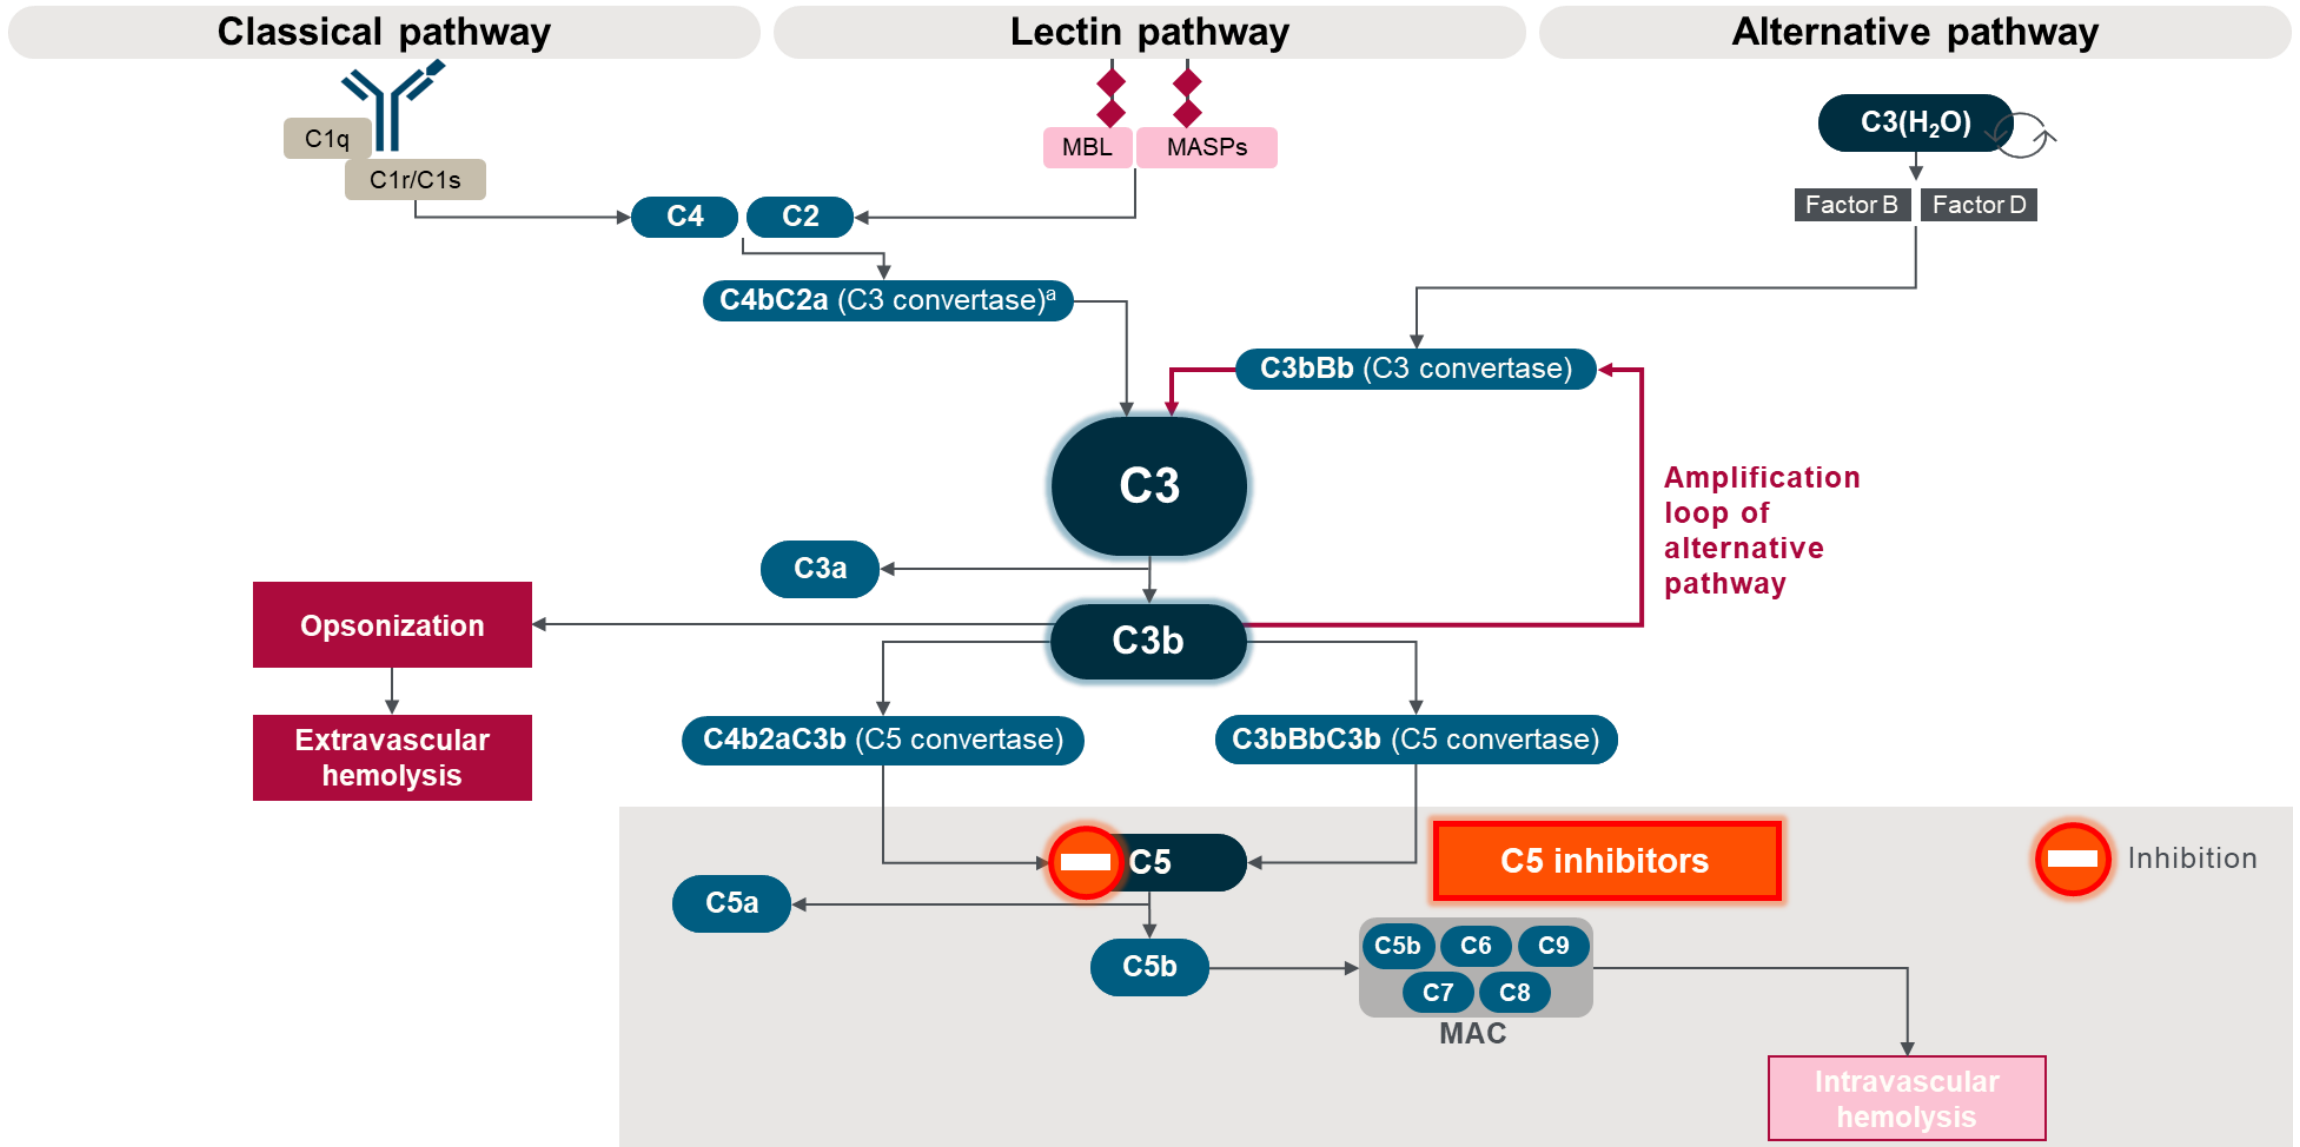 Classical pathway
Lectin pathway
Alternative pathway
C1q
C1r/C1s
MBL
MASPs
C3(H₂O)
Factor B
Factor D
C4
C2
C4bC2a (C3 convertase)ᵃ
C3bBb (C3 convertase)
C3
Amplification
loop of
alternative
pathway
C3a
Opsonization
C3b
Extravascular
hemolysis
C4b2aC3b (C5 convertase)
C3bBbC3b (C5 convertase)
C5
C5 inhibitors
Inhibition
C5a
C5b
C5b
C6
C9
C7
C8
MAC
Intravascular
hemolysis